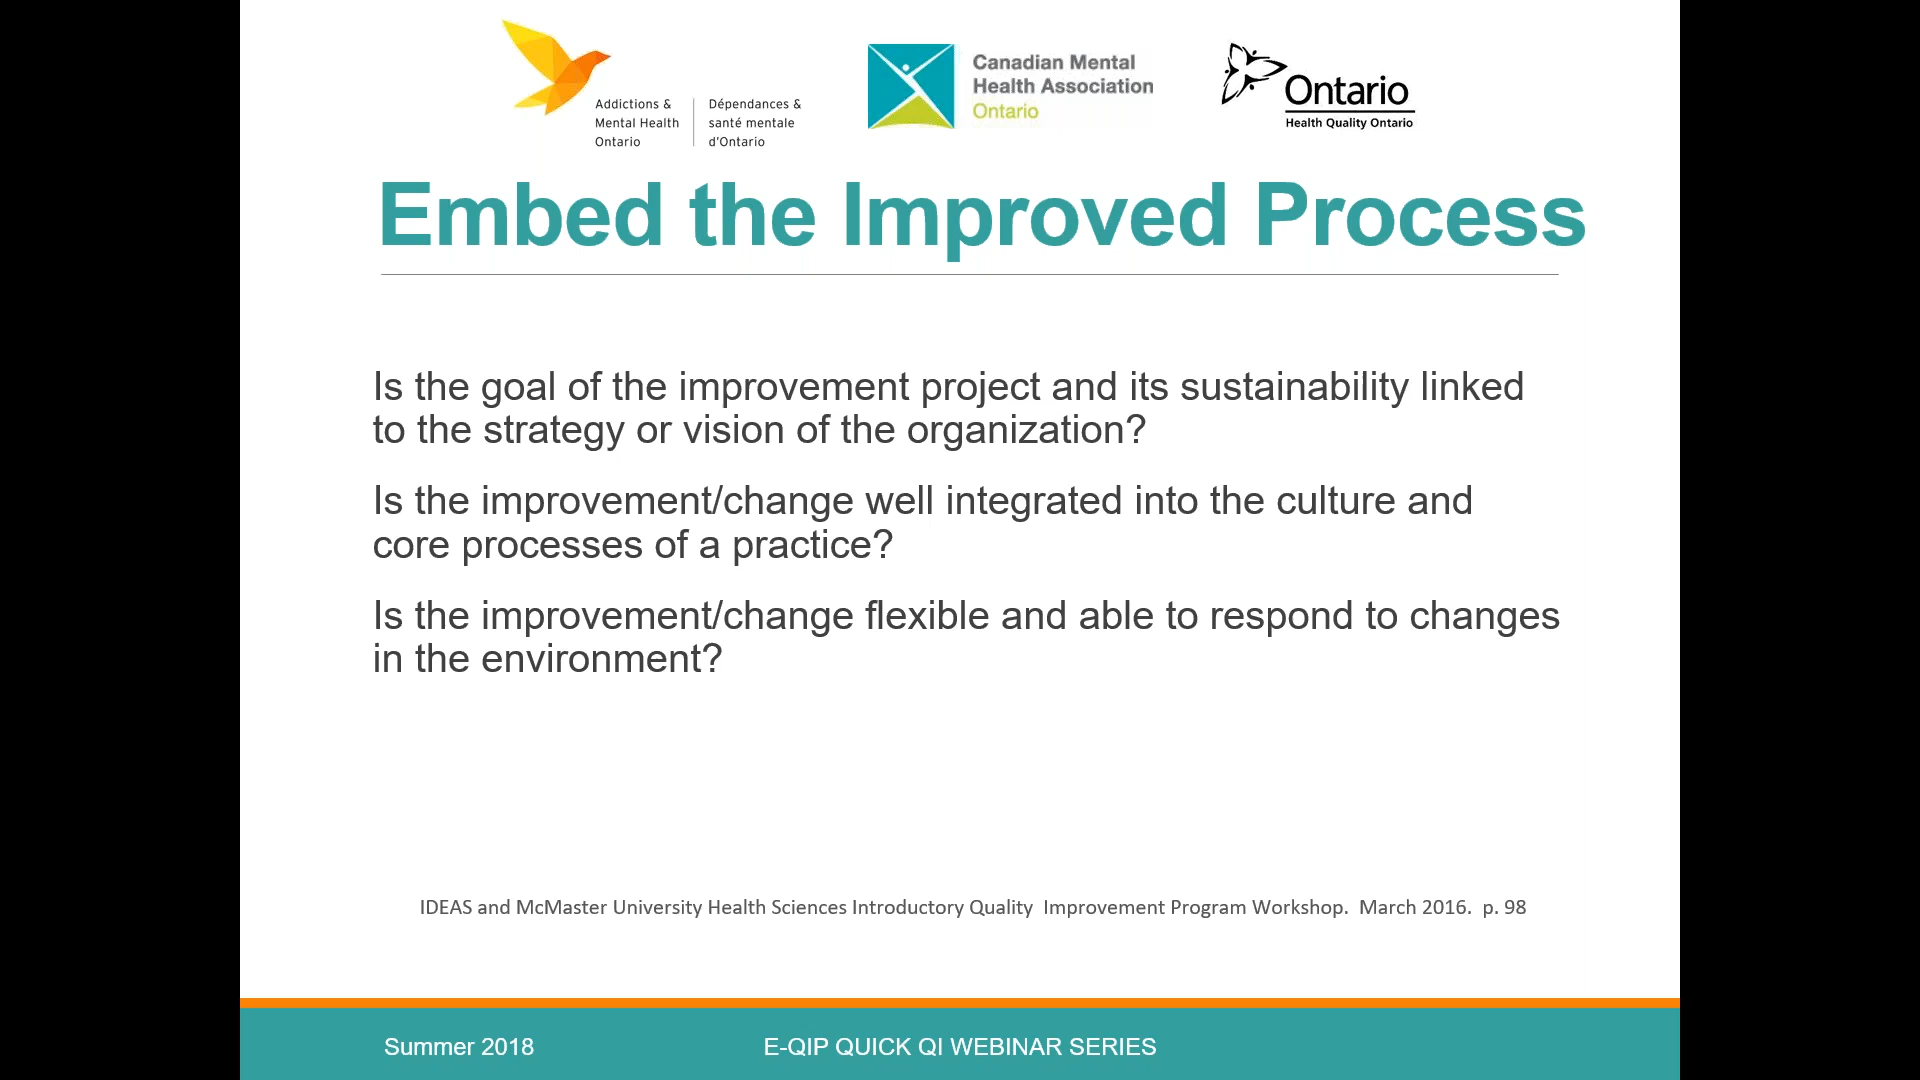 Addictions &
Mental Health
Ontario
Dépendances &
santé mentale
d'Ontario
Canadian Mental
Health Association
Ontario
Ontario
Health Quality Ontario
Embed the Improved Process
Is the goal of the improvement project and its sustainability linked
to the strategy or vision of the organization?
Is the improvement/change well integrated into the culture and
core processes of a practice?
Is the improvement/change flexible and able to respond to changes
in the environment?
IDEAS and McMaster University Health Sciences Introductory Quality  Improvement Program Workshop.  March 2016.  p. 98
Summer 2018
E-QIP QUICK QI WEBINAR SERIES